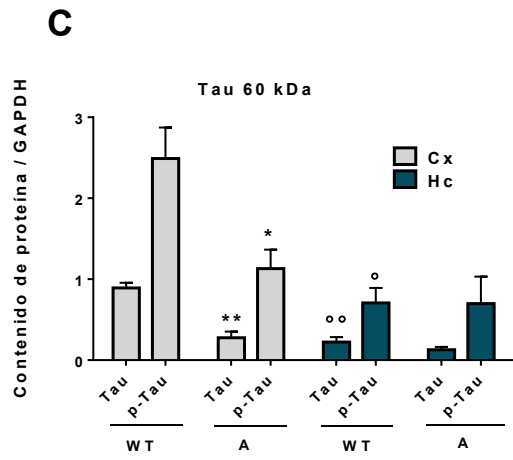 C
Tau 60 kDa
Contenido de proteína / GAPDH
3
2
1
0
Cx
Hc
**
*
°°
°
Tau p-Tau Tau p-Tau Tau p-Tau Tau p-Tau
WT A WT A